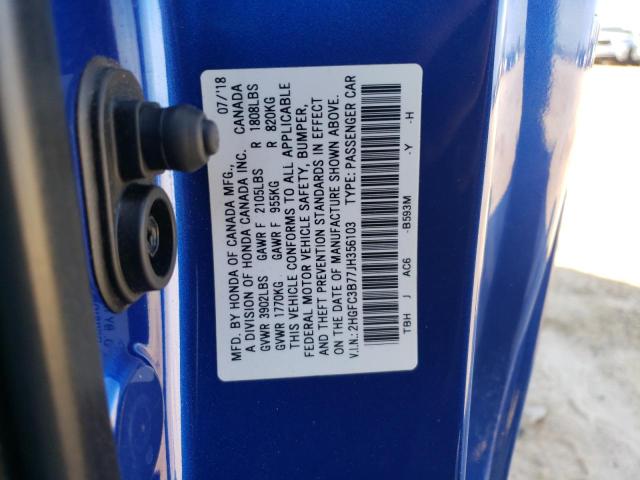 MFD. BY HONDA OF CANADA MFG., 07/'18
A DIVISION OF HONDA CANADA INC. CANADA
GVWR 3902LBS GAWR F 2105LBS R 1808LBS
GVWR 1770KG GAWR F 955KG R 820KG
THIS VEHICLE CONFORMS TO ALL APPLICABLE
FEDERAL MOTOR VEHICLE SAFETY, BUMPER,
AND THEFT PREVENTION STANDARDS IN EFFECT
ON THE DATE OF MANUFACTURE SHOWN ABOVE.
V.I.N.: 2HGFC3B77JH356103 TYPE: PASSENGER CAR
TBH J AC6 -B593M -Y -H